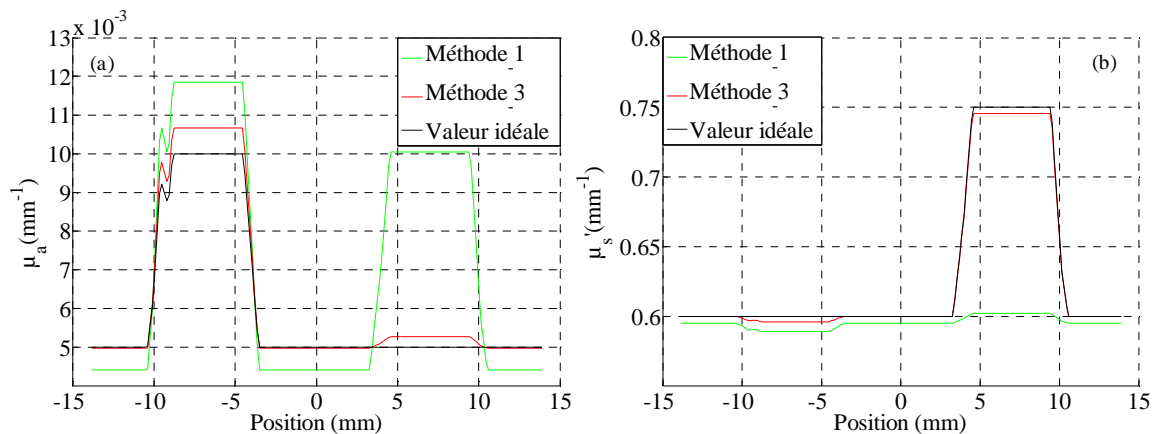 x 10⁻³
(a)
Méthode_1
Méthode_3
Valeur idéale
13
12
11
10
9
8
7
6
5
µa(mm⁻¹)
-15 -10 -5 0 5 10 15
Position (mm)
(b)
Méthode_1
Méthode_3
Valeur idéale
0.8
0.75
0.7
0.65
0.6
µs'(mm⁻¹)
-15 -10 -5 0 5 10 15
Position (mm)